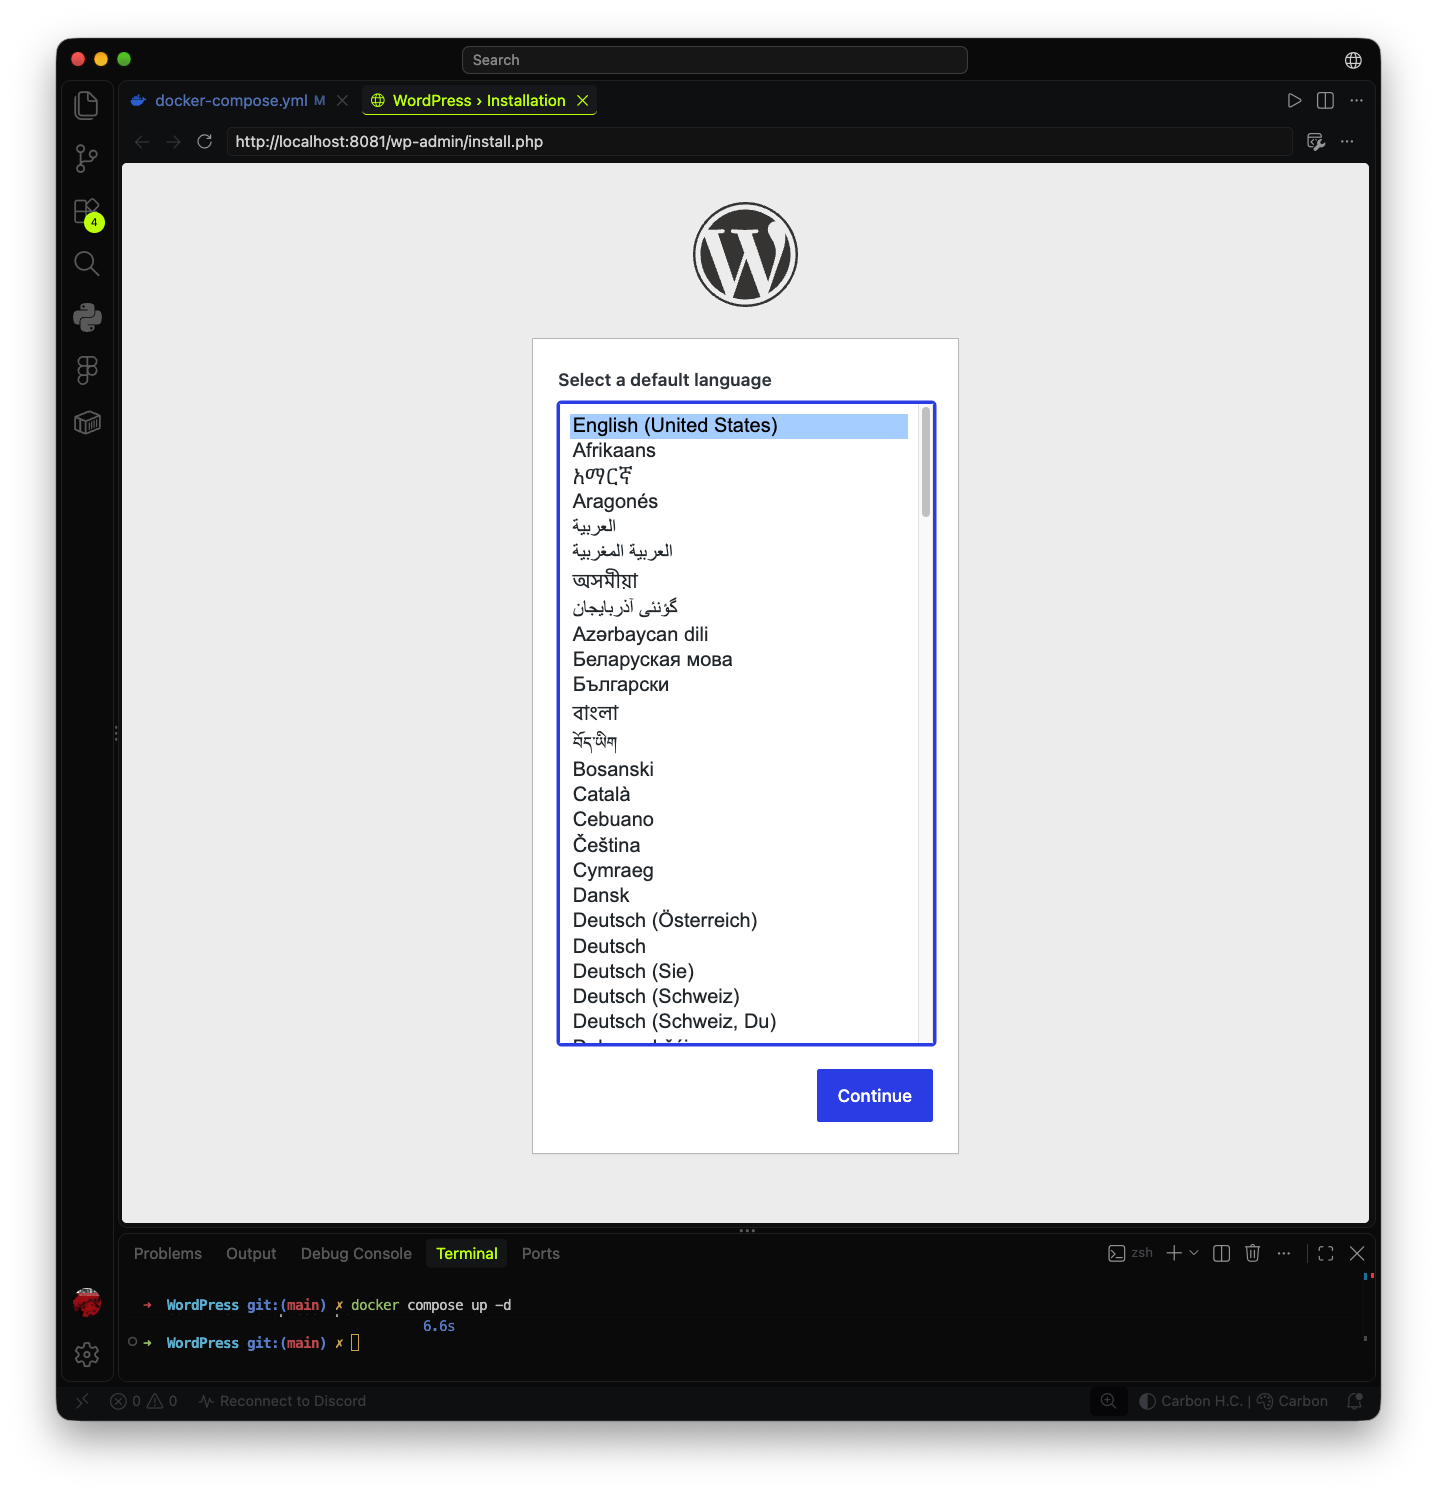 Search
docker-compose.yml M
WordPress › Installation
http://localhost:8081/wp-admin/install.php
4
Select a default language
English (United States)
Afrikaans
አማርኛ
Aragonés
العربية
العربية المغربية
অসমীয়া
گؤنئی آذربایجان
Azərbaycan dili
Беларуская мова
Български
বাংলা
བོད་ཡིག
Bosanski
Català
Cebuano
Čeština
Cymraeg
Dansk
Deutsch (Österreich)
Deutsch
Deutsch (Sie)
Deutsch (Schweiz)
Deutsch (Schweiz, Du)
Continue
Problems Output Debug Console Terminal Ports
zsh
➜ WordPress git:(main) ✗ docker compose up -d
6.6s
➜ WordPress git:(main) ✗
0 0 Reconnect to Discord
Carbon H.C. | Carbon